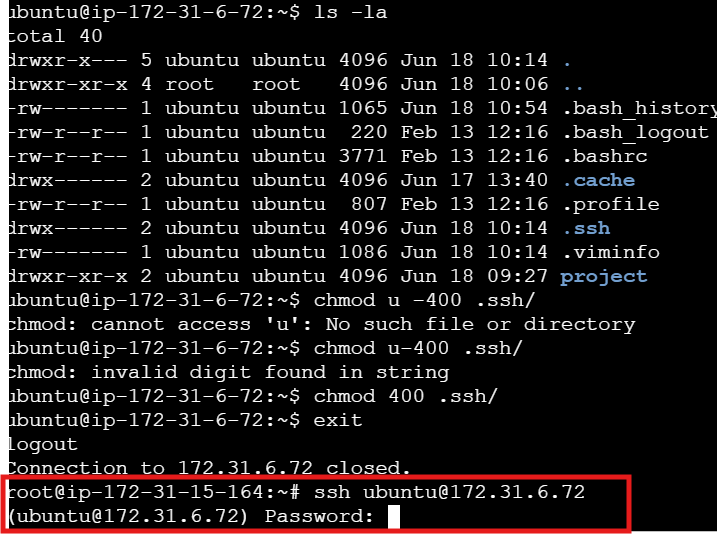 ubuntu@ip-172-31-6-72:~$ ls -la
total 40
drwxr-x--- 5 ubuntu ubuntu 4096 Jun 18 10:14 .
drwxr-xr-x 4 root   root   4096 Jun 18 10:06 ..
-rw------- 1 ubuntu ubuntu 1065 Jun 18 10:54 .bash_history
-rw-r--r-- 1 ubuntu ubuntu  220 Feb 13 12:16 .bash_logout
-rw-r--r-- 1 ubuntu ubuntu 3771 Feb 13 12:16 .bashrc
drwx------ 2 ubuntu ubuntu 4096 Jun 17 13:40 .cache
-rw-r--r-- 1 ubuntu ubuntu  807 Feb 13 12:16 .profile
drwx------ 2 ubuntu ubuntu 4096 Jun 18 10:14 .ssh
-rw------- 1 ubuntu ubuntu 1086 Jun 18 10:14 .viminfo
drwxr-xr-x 2 ubuntu ubuntu 4096 Jun 18 09:27 project
ubuntu@ip-172-31-6-72:~$ chmod u -400 .ssh/
chmod: cannot access 'u': No such file or directory
ubuntu@ip-172-31-6-72:~$ chmod u-400 .ssh/
chmod: invalid digit found in string
ubuntu@ip-172-31-6-72:~$ chmod 400 .ssh/
ubuntu@ip-172-31-6-72:~$ exit
logout
Connection to 172.31.6.72 closed.
root@ip-172-31-15-164:~# ssh ubuntu@172.31.6.72
(ubuntu@172.31.6.72) Password: